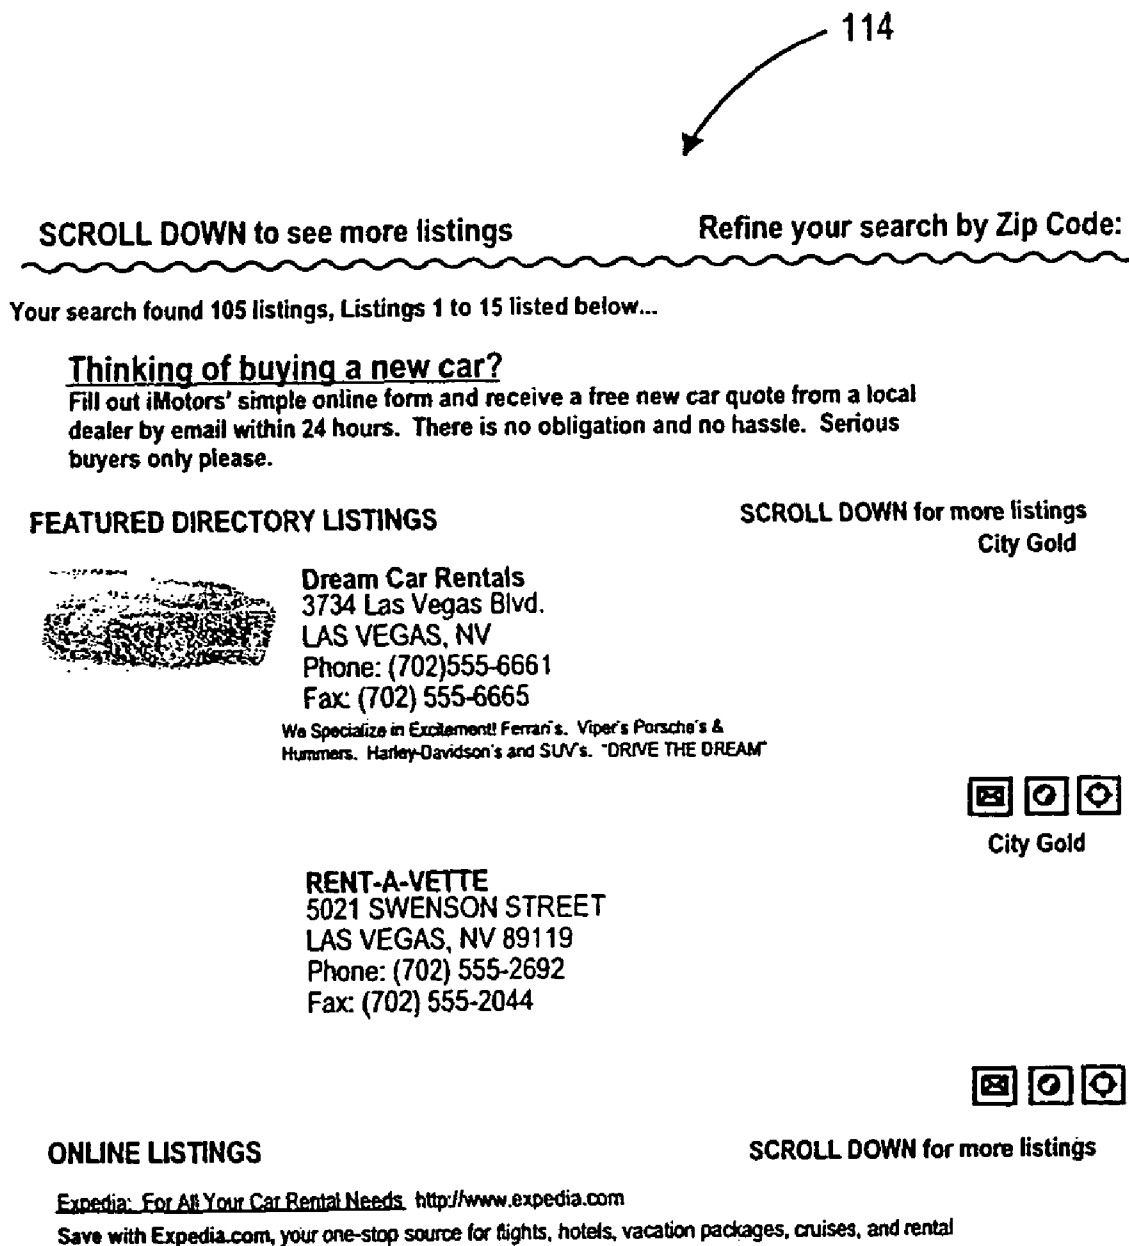 114
SCROLL DOWN to see more listings Refine your search by Zip Code:
Your search found 105 listings, Listings 1 to 15 listed below...
Thinking of buying a new car?
Fill out iMotors' simple online form and receive a free new car quote from a local
dealer by email within 24 hours. There is no obligation and no hassle. Serious
buyers only please.
FEATURED DIRECTORY LISTINGS SCROLL DOWN for more listings
City Gold
Dream Car Rentals
3734 Las Vegas Blvd.
LAS VEGAS, NV
Phone: (702)555-6661
Fax: (702) 555-6665
We Specialize in Excitement!! Ferrari's. Viper's Porsche's &
Hummers. Harley-Davidson's and SUV's. "DRIVE THE DREAM"
City Gold
RENT-A-VETTE
5021 SWENSON STREET
LAS VEGAS, NV 89119
Phone: (702) 555-2692
Fax: (702) 555-2044
ONLINE LISTINGS SCROLL DOWN for more listings
Expedia: For All Your Car Rental Needs http://www.expedia.com
Save with Expedia.com, your one-stop source for flights, hotels, vacation packages, cruises, and rental